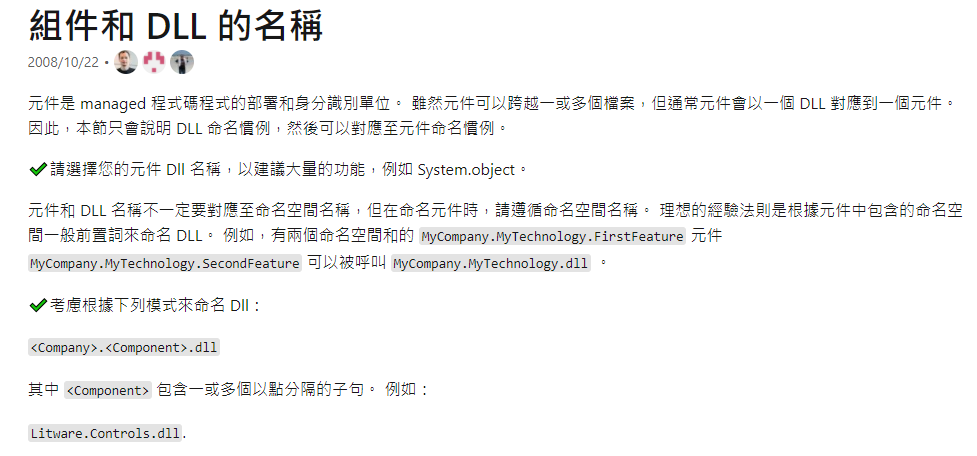 組件和 DLL 的名稱
2008/10/22 •
元件是 managed 程式碼程式的部署和身分識別單位。 雖然元件可以跨越一或多個檔案，但通常元件會以一個 DLL 對應到一個元件。
因此，本節只會說明 DLL 命名慣例，然後可以對應至元件命名慣例。
✔請選擇您的元件 Dll 名稱，以建議大量的功能，例如 System.object。
元件和 DLL 名稱不一定要對應至命名空間名稱，但在命名元件時，請遵循命名空間名稱。 理想的經驗法則是根據元件中包含的命名空
間一般前置詞來命名 DLL。 例如，有兩個命名空間和的 MyCompany.MyTechnology.FirstFeature 元件
MyCompany.MyTechnology.SecondFeature 可以被呼叫 MyCompany.MyTechnology.dll 。
✔考慮根據下列模式來命名 Dll：
<Company>.<Component>.dll
其中 <Component> 包含一或多個以點分隔的子句。 例如：
Litware.Controls.dll.